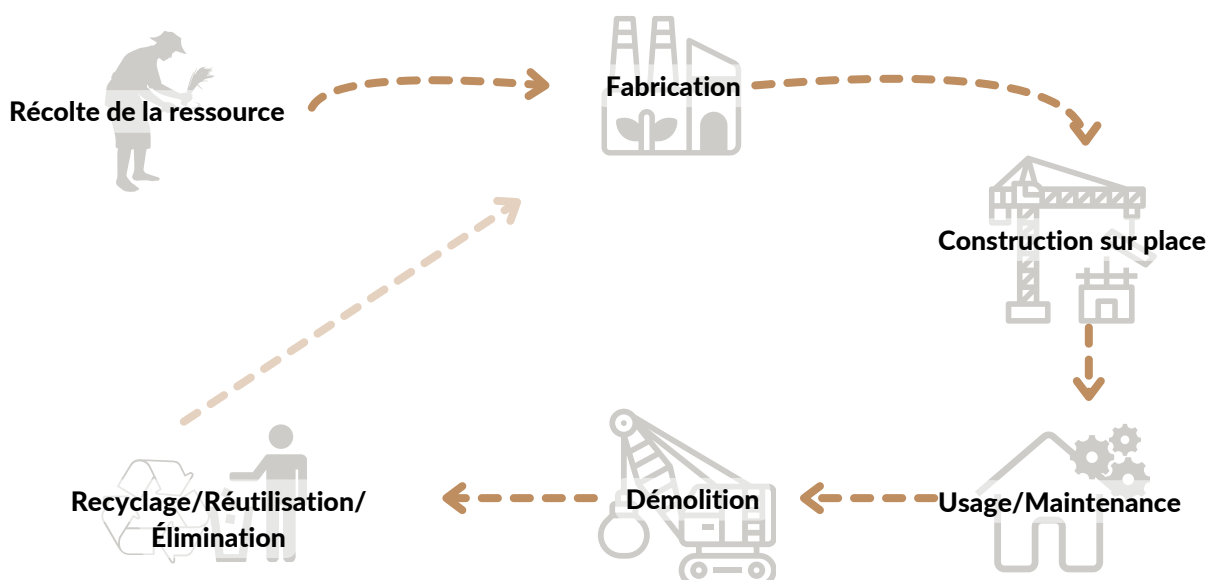 Récolte de la ressource
Fabrication
Construction sur place
Usage/Maintenance
Démolition
Recyclage/Réutilisation/
Élimination